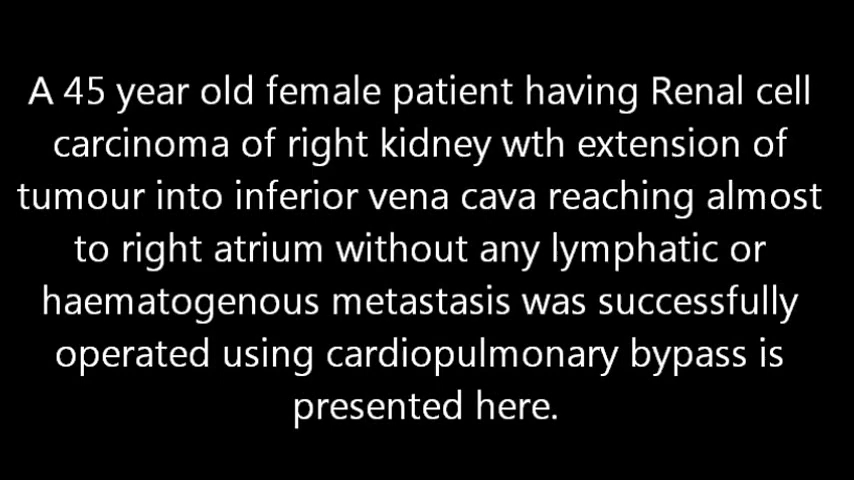 A 45 year old female patient having Renal cell
carcinoma of right kidney wth extension of
tumour into inferior vena cava reaching almost
to right atrium without any lymphatic or
haematogenous metastasis was successfully
operated using cardiopulmonary bypass is
presented here.